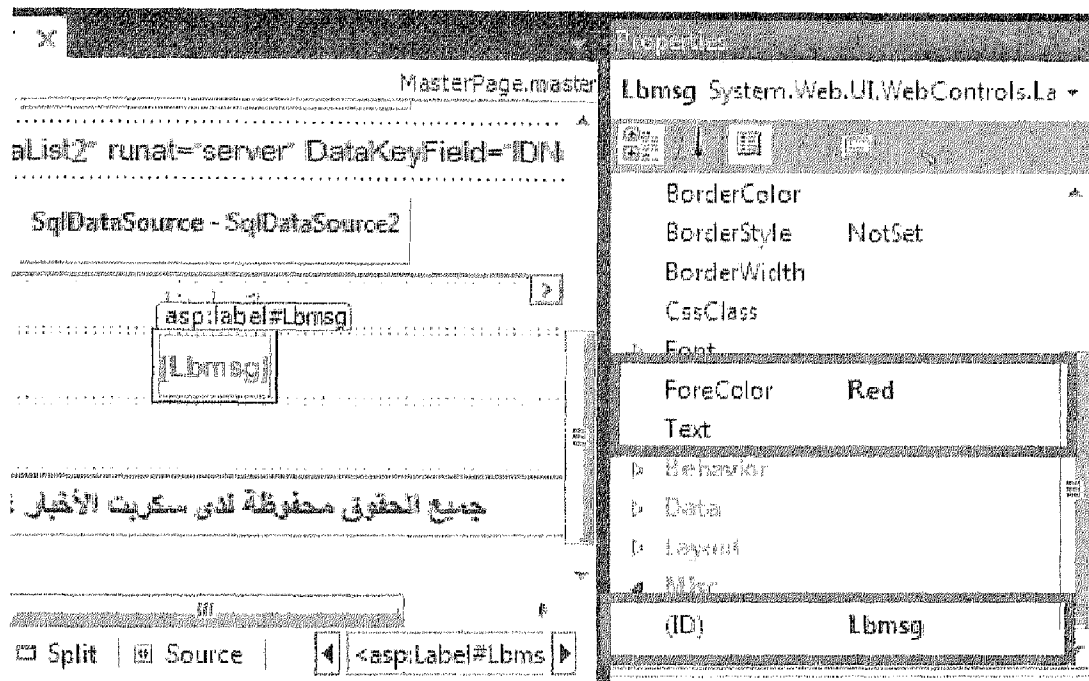 MasterPage.master
aList2" runat="server" DataKeyField="IDN
SqlDataSource - SqlDataSource2
asp:label#Lbmsg
[Lbmsg]
جميع الحقوق محفوظة لدى سكربت الأخبار
Split
Source
<asp:Label#Lbms
Properties
Lbmsg System.Web.UI.WebControls.La
BorderColor
BorderStyle NotSet
BorderWidth
CssClass
Font
ForeColor Red
Text
Behavior
Data
Layout
Misc
(ID) Lbmsg